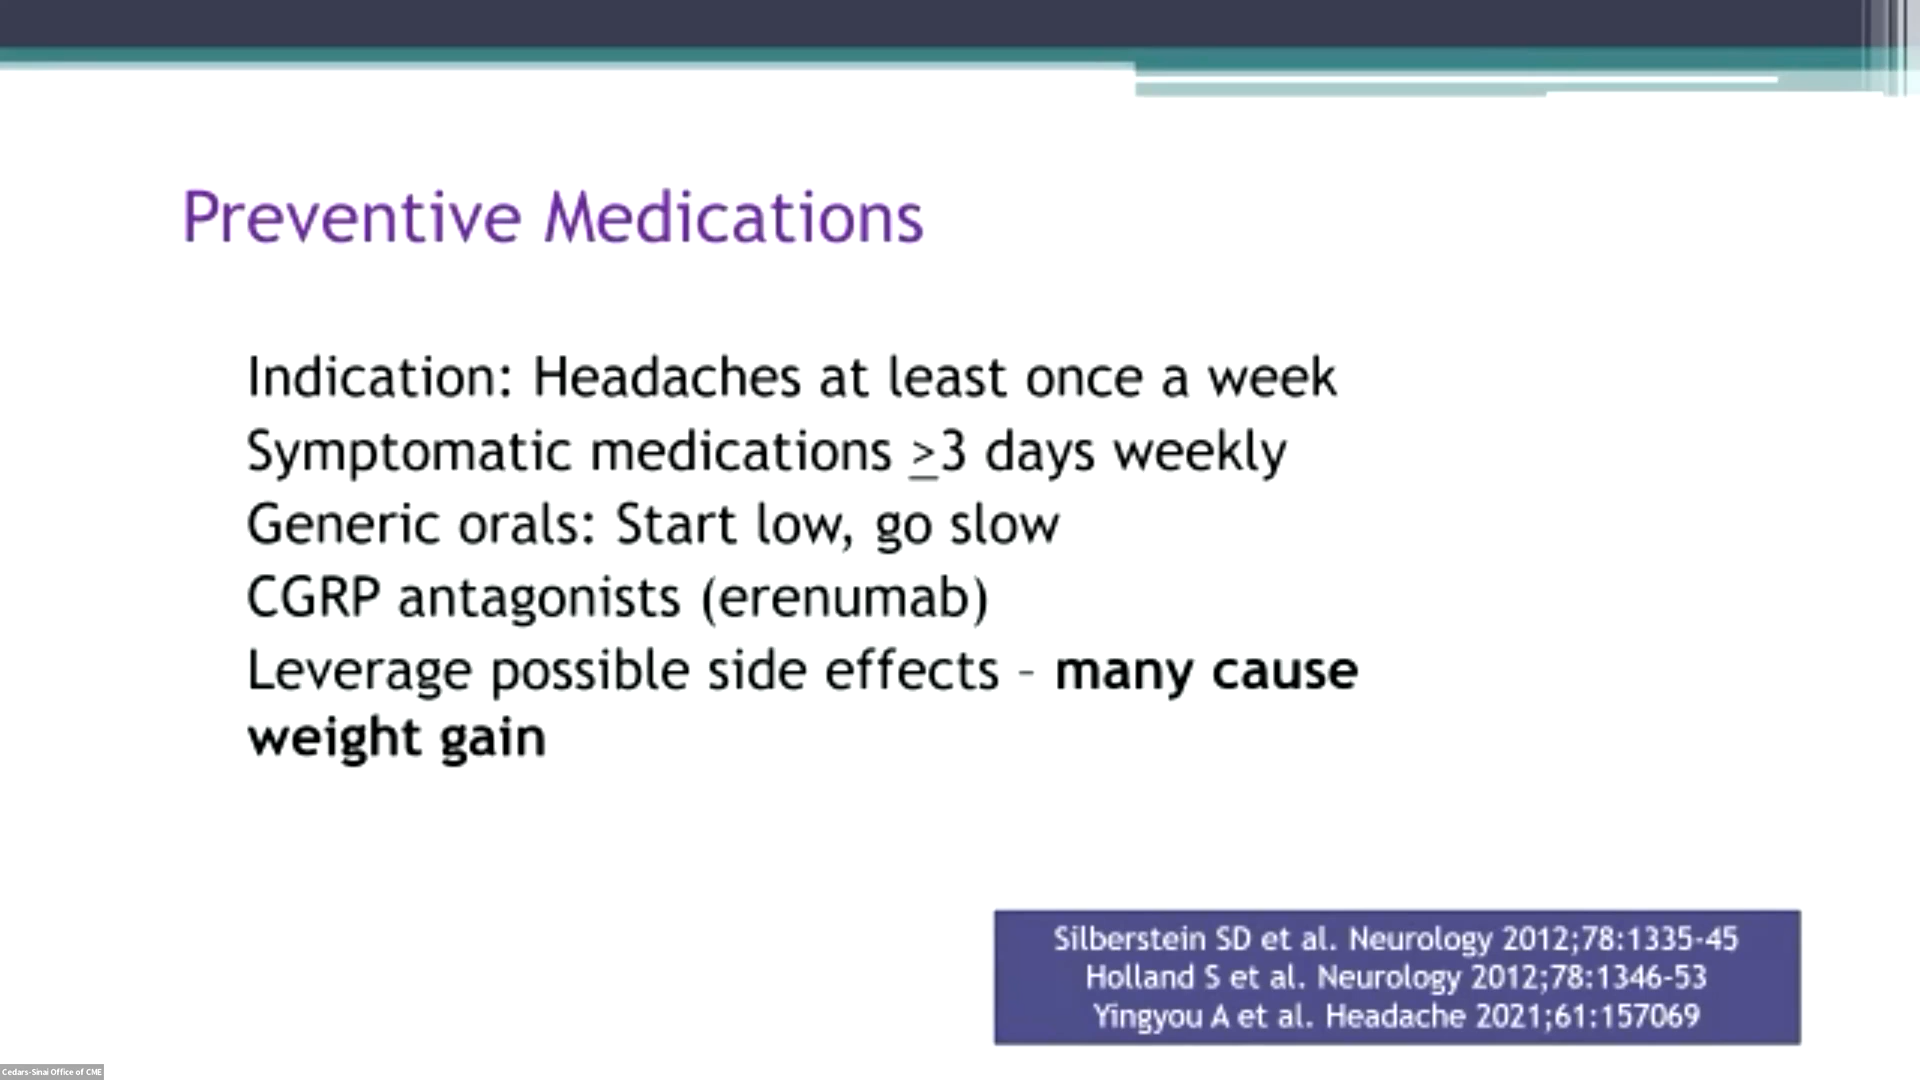 Preventive Medications
Indication: Headaches at least once a week
Symptomatic medications >3 days weekly
Generic orals: Start low, go slow
CGRP antagonists (erenumab)
Leverage possible side effects – many cause
weight gain
Silberstein SD et al. Neurology 2012;78:1335-45
Holland S et al. Neurology 2012;78:1346-53
Yingyou A et al. Headache 2021;61:157069
Cedars-Sinai Office of CME